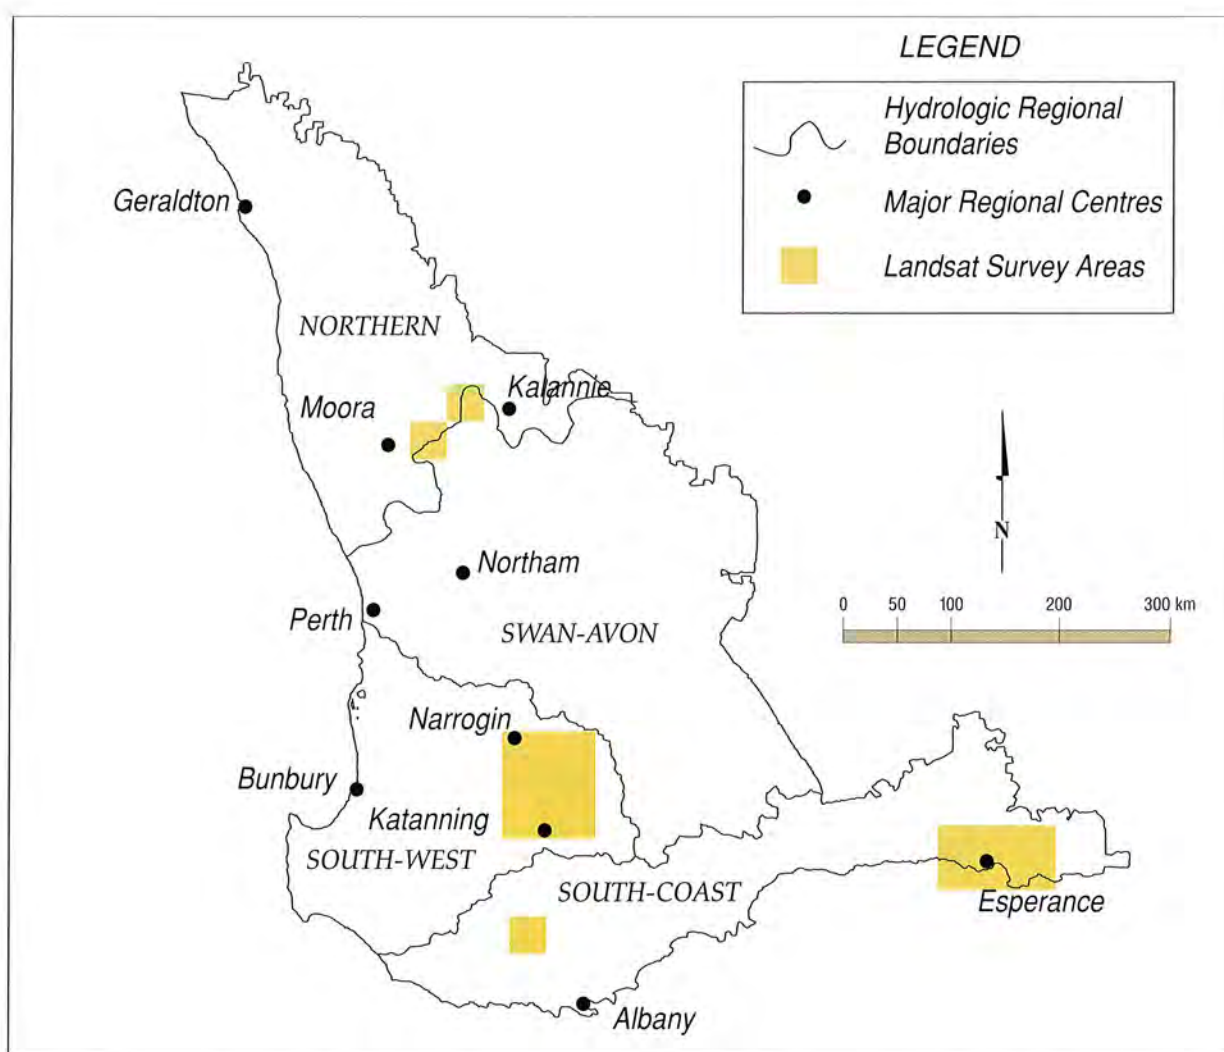 LEGEND
Hydrologic Regional
Boundaries
Major Regional Centres
Landsat Survey Areas
Geraldton
NORTHERN
Kalannie
Moora
N
Northam
0 50 100 200 300 km
Perth
SWAN-AVON
Narrogin
Bunbury
Katanning
SOUTH-WEST
SOUTH-COAST
Esperance
Albany